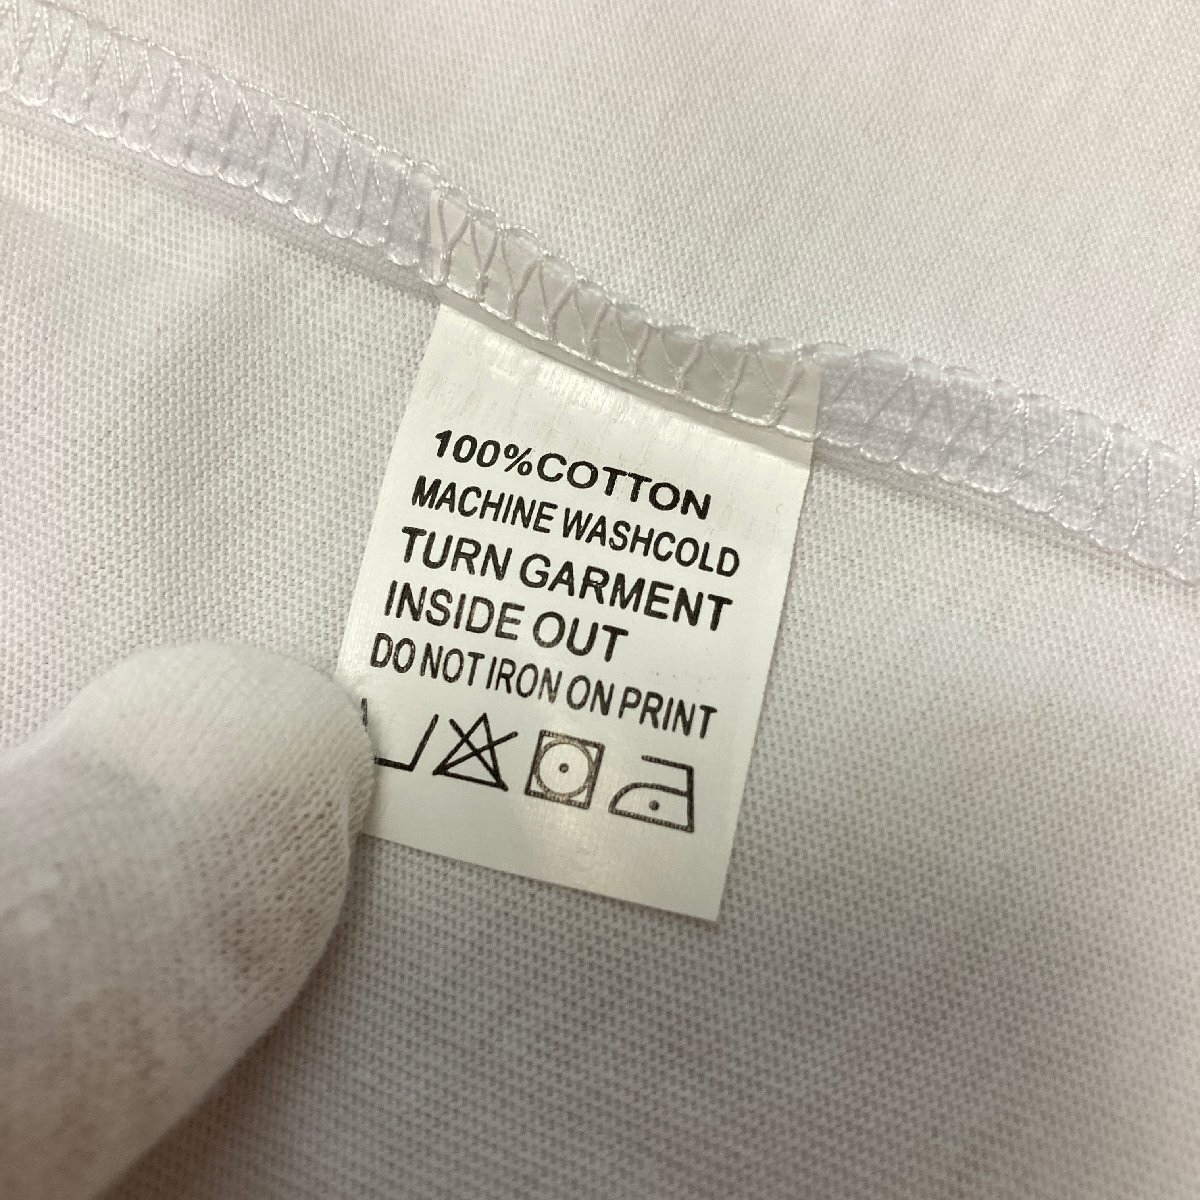 100%COTTON
MACHINE WASHCOLD
TURN GARMENT
INSIDE OUT
DO NOT IRON ON PRINT